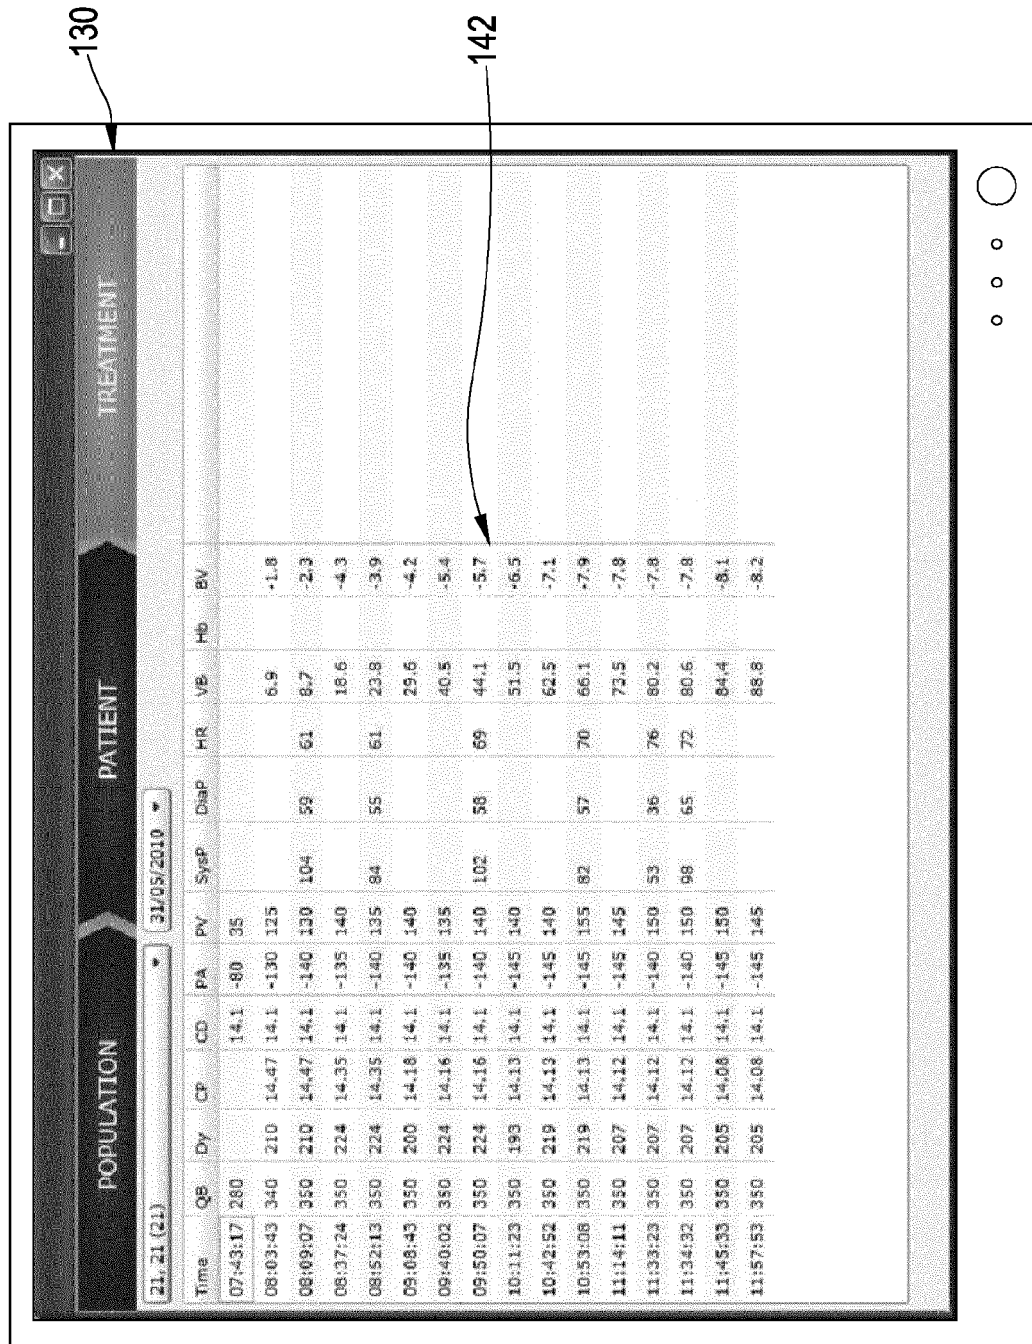 130
POPULATION PATIENT TREATMENT
21, 21 (21) 31/05/2010
Time QB Dy CP CD PA PV SysP DiaP HR VB Hb BV
07:43:17 280 14.1 -80 35
08:03:43 340 210 14.47 14.1 -130 125 6.9 -1.8
08:09:07 350 210 14.47 14.1 -140 130 104 59 61 8.7 -2.3
08:37:24 350 224 14.35 14.1 -135 140 18.6 -4.3
08:52:13 350 224 14.35 14.1 -140 135 84 55 61 23.8 -3.9
09:08:43 350 200 14.18 14.1 -140 140 29.6 -4.2
09:40:02 350 224 14.16 14.1 -135 135 40.5 -5.4
09:50:07 350 224 14.16 14.1 -140 140 102 58 69 44.1 -5.7
10:11:23 350 193 14.13 14.1 -145 140 51.5 -6.5
10:42:52 350 219 14.13 14.1 -145 140 62.5 -7.1
10:53:08 350 219 14.13 14.1 -145 155 82 57 70 66.1 -7.9
11:14:11 350 207 14.12 14.1 -145 145 73.5 -7.8
11:33:23 350 207 14.12 14.1 -140 150 53 36 76 80.2 -7.8
11:34:32 350 207 14.12 14.1 -140 150 98 65 72 80.6 -7.8
11:45:33 350 205 14.08 14.1 -145 150 84.4 -8.1
11:57:53 350 205 14.08 14.1 -145 145 88.8 -8.2
142